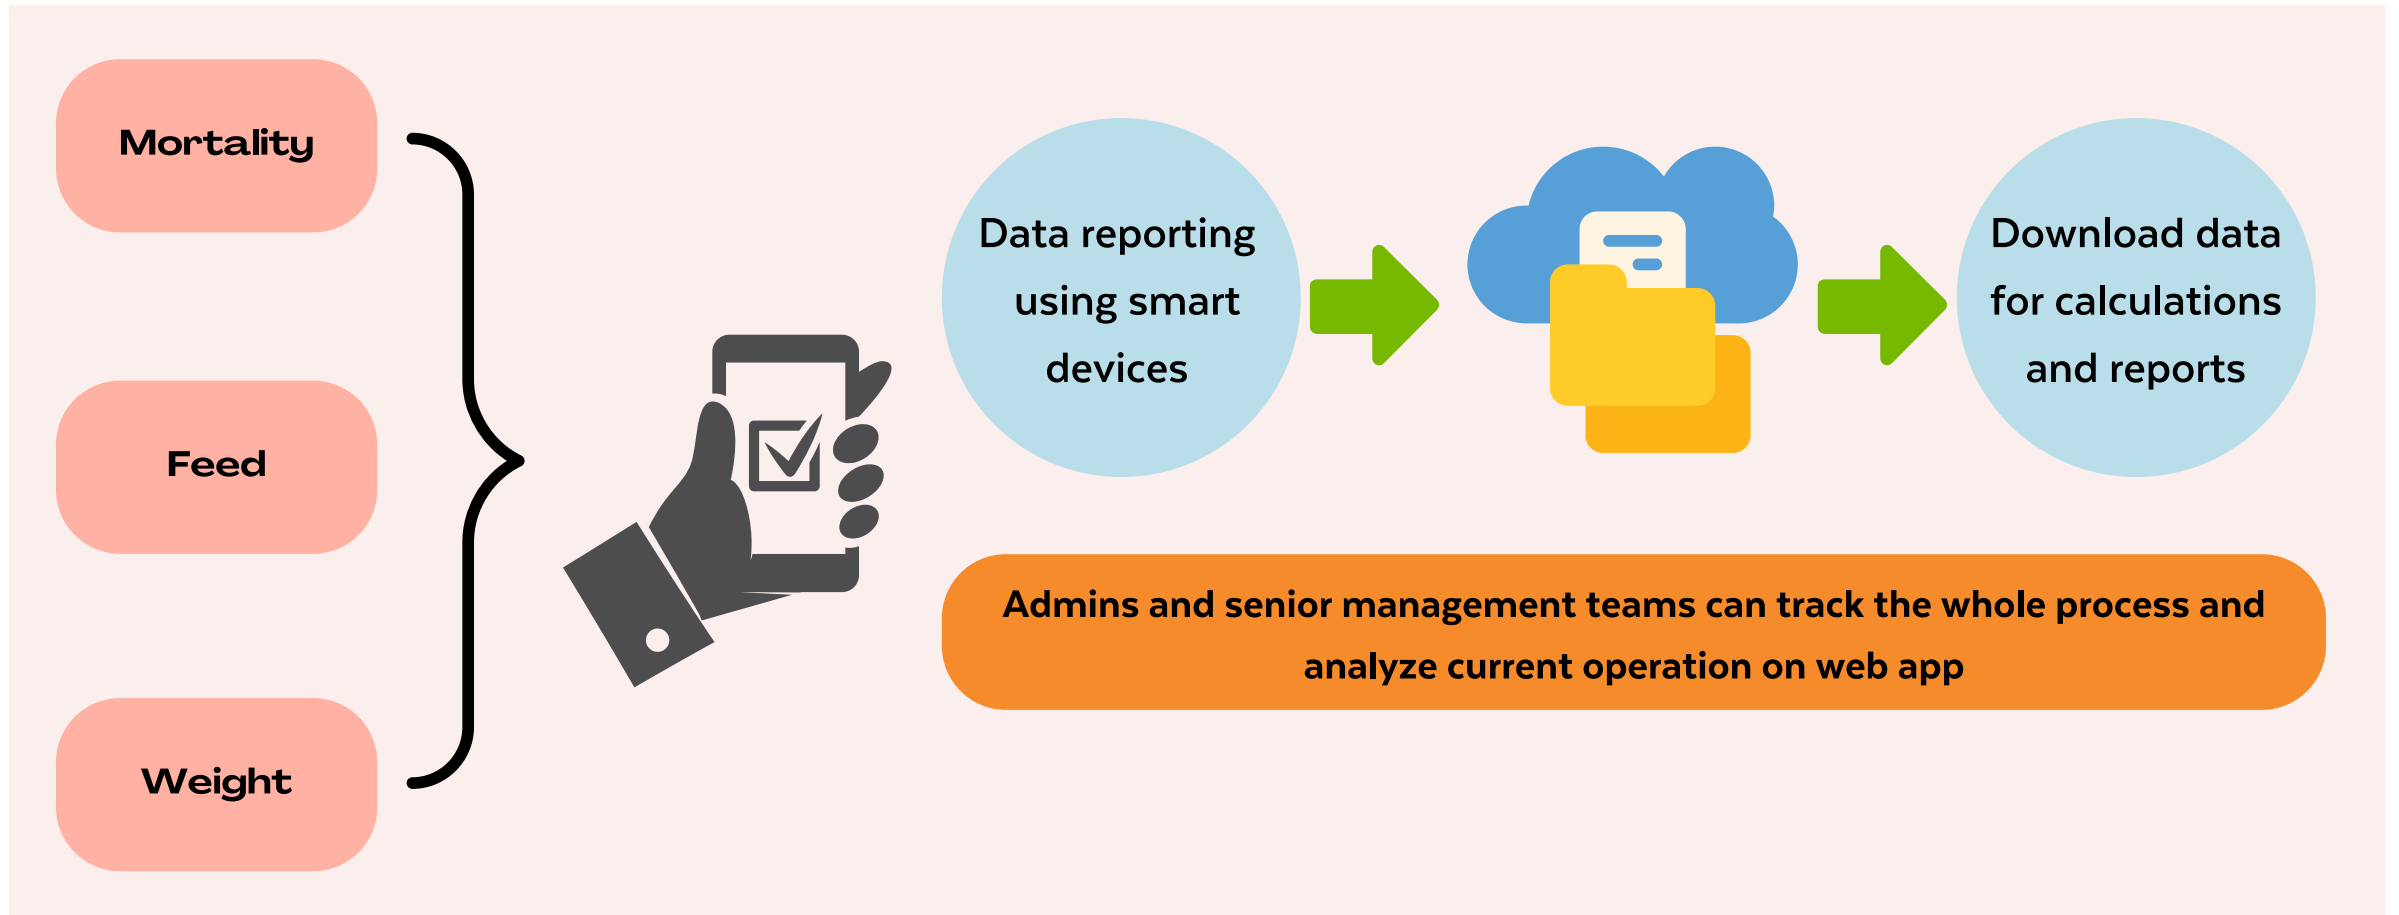 Mortality
Feed
Weight
Data reporting
using smart
devices
Download data
for calculations
and reports
Admins and senior management teams can track the whole process and
analyze current operation on web app